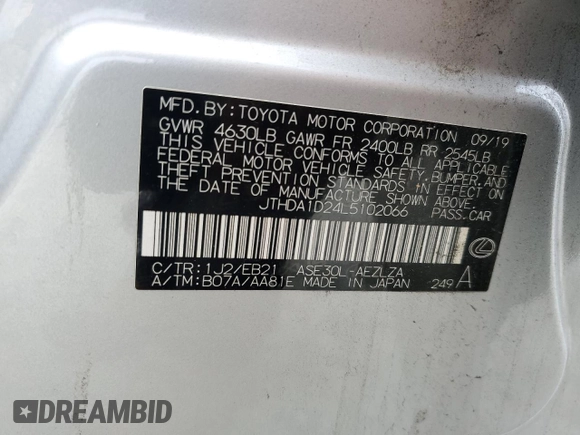 MFD. BY: TOYOTA MOTOR CORPORATION 09/19
GVWR 4630LB GAWR FR 2400LB RR 2545LB
THIS VEHICLE CONFORMS TO ALL APPLICABLE
FEDERAL MOTOR VEHICLE SAFETY, BUMPER, AND
THEFT PREVENTION STANDARDS IN EFFECT ON
THE DATE OF MANUFACTURE SHOWN ABOVE.
JTHDA1D24L5102066 PASS.CAR
C/TR:1J2/EB21 ASE30L-AEZLZA
A/TM:B07A/AA81E MADE IN JAPAN 249 A
DREAMBID